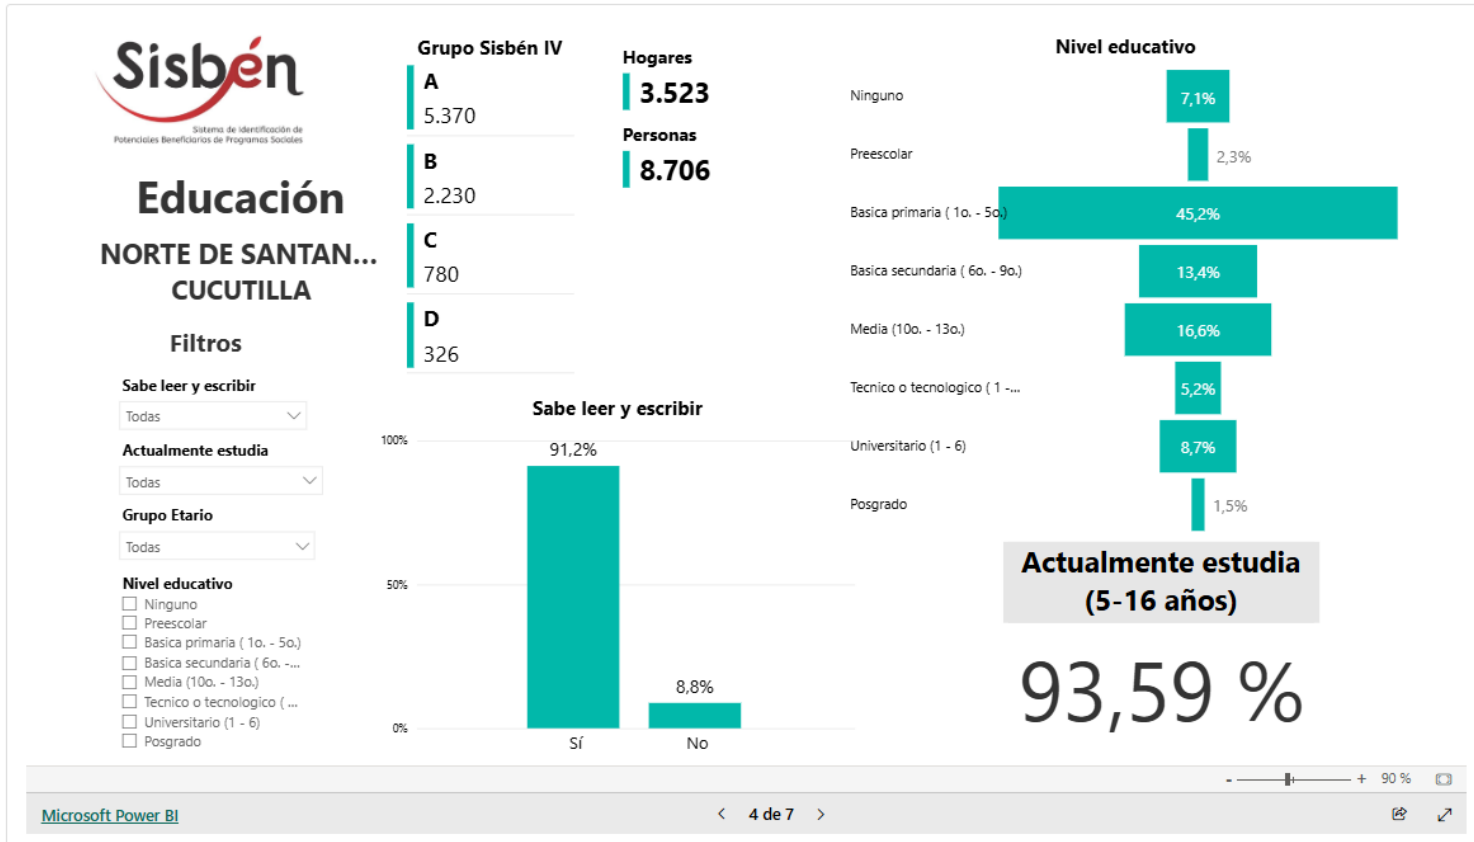 Sisbén
Sistema de Identificación de
Potenciales Beneficiarios de Programas Sociales
Educación
NORTE DE SANTAN...
CUCUTILLA
Filtros
Sabe leer y escribir
Todas
Actualmente estudia
Todas
Grupo Etario
Todas
Nivel educativo
Ninguno
Preescolar
Basica primaria ( 1o. - 5o.)
Basica secundaria ( 6o. -...
Media (10o. - 13o.)
Tecnico o tecnologico ( ...
Universitario (1 - 6)
Posgrado
Grupo Sisbén IV
A
5.370
B
2.230
C
780
D
326
Hogares
3.523
Personas
8.706
Sabe leer y escribir
100%
50%
0%
91,2%
8,8%
Sí
No
Nivel educativo
Ninguno
7,1%
Preescolar
2,3%
Basica primaria ( 1o. - 5o.)
45,2%
Basica secundaria ( 6o. - 9o.)
13,4%
Media (10o. - 13o.)
16,6%
Tecnico o tecnologico ( 1 -...
5,2%
Universitario (1 - 6)
8,7%
Posgrado
1,5%
Actualmente estudia
(5-16 años)
93,59 %
- + 90 %
Microsoft Power BI
4 de 7